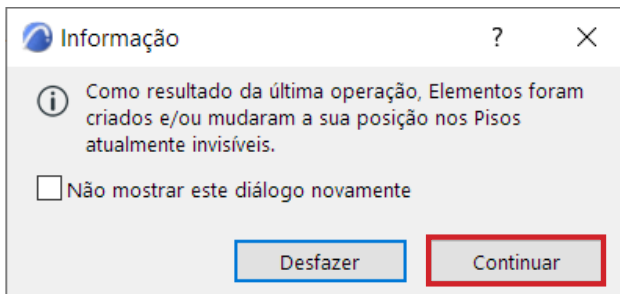 Informação
?
Como resultado da última operação, Elementos foram
criados e/ou mudaram a sua posição nos Pisos
atualmente invisíveis.
Não mostrar este diálogo novamente
Desfazer
Continuar